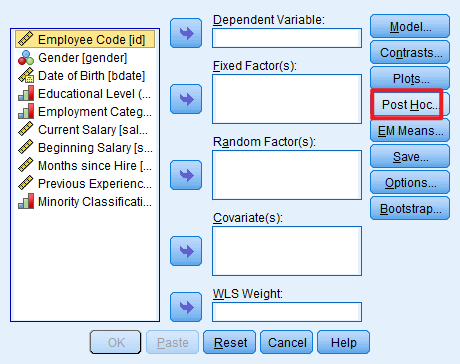 Employee Code [id]
Gender [gender]
Date of Birth [bdate]
Educational Level (...
Employment Categ...
Current Salary [sal...
Beginning Salary [s...
Months since Hire [...
Previous Experienc...
Minority Classificati...
Dependent Variable:
Fixed Factor(s):
Random Factor(s):
Covariate(s):
WLS Weight:
Model...
Contrasts...
Plots...
Post Hoc...
EM Means...
Save...
Options...
Bootstrap...
OK Paste Reset Cancel Help